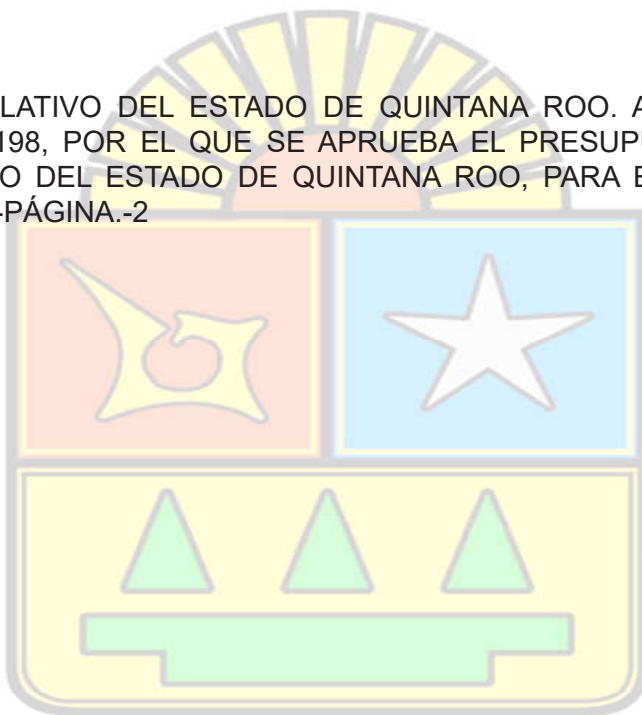 LATIVO DEL ESTADO DE QUINTANA ROO. A
198, POR EL QUE SE APRUEBA EL PRESUP
O DEL ESTADO DE QUINTANA ROO, PARA E
-PÁGINA.-2